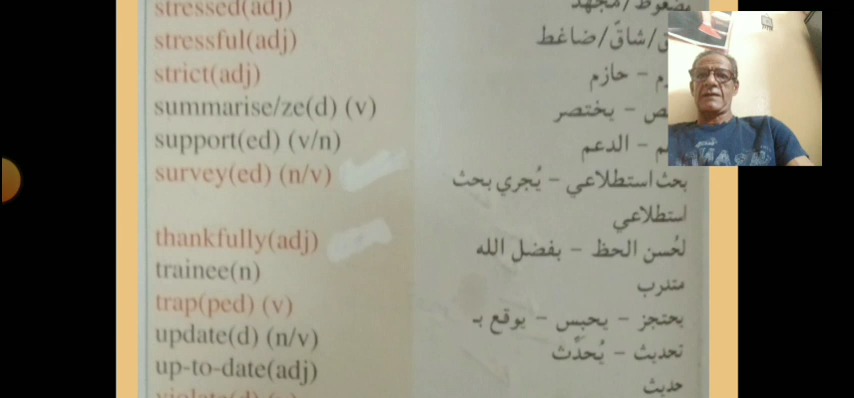 stressed(adj) مضغوط/مجهد
stressful(adj) /شاقّ/ضاغط
strict(adj) – حازم
summarise/ze(d) (v) – يختصر
support(ed) (v/n) – الدعم
survey(ed) (n/v) بحث استطلاعي – يُجري بحث
استطلاعي
thankfully(adj) لحُسن الحظ – بفضل الله
trainee(n) متدرب
trap(ped) (v) يحتجز – يحبس – يوقع بـ
update(d) (n/v) تحديث – يُحدِّث
up-to-date(adj) حديث